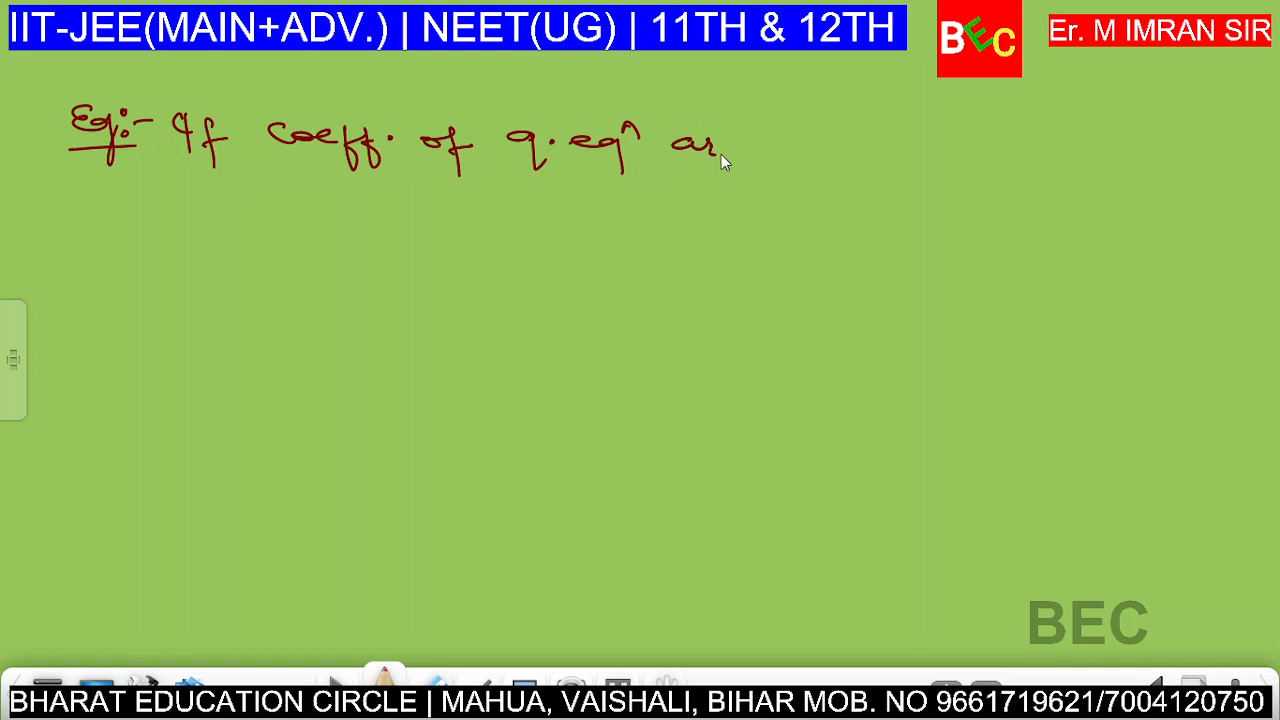 IIT-JEE(MAIN+ADV.) | NEET(UG) | 11TH & 12TH
BEC
Er. M IMRAN SIR
Eg:- If coeff. of q. eqn ar
BEC
BHARAT EDUCATION CIRCLE | MAHUA, VAISHALI, BIHAR MOB. NO 9661719621/7004120750